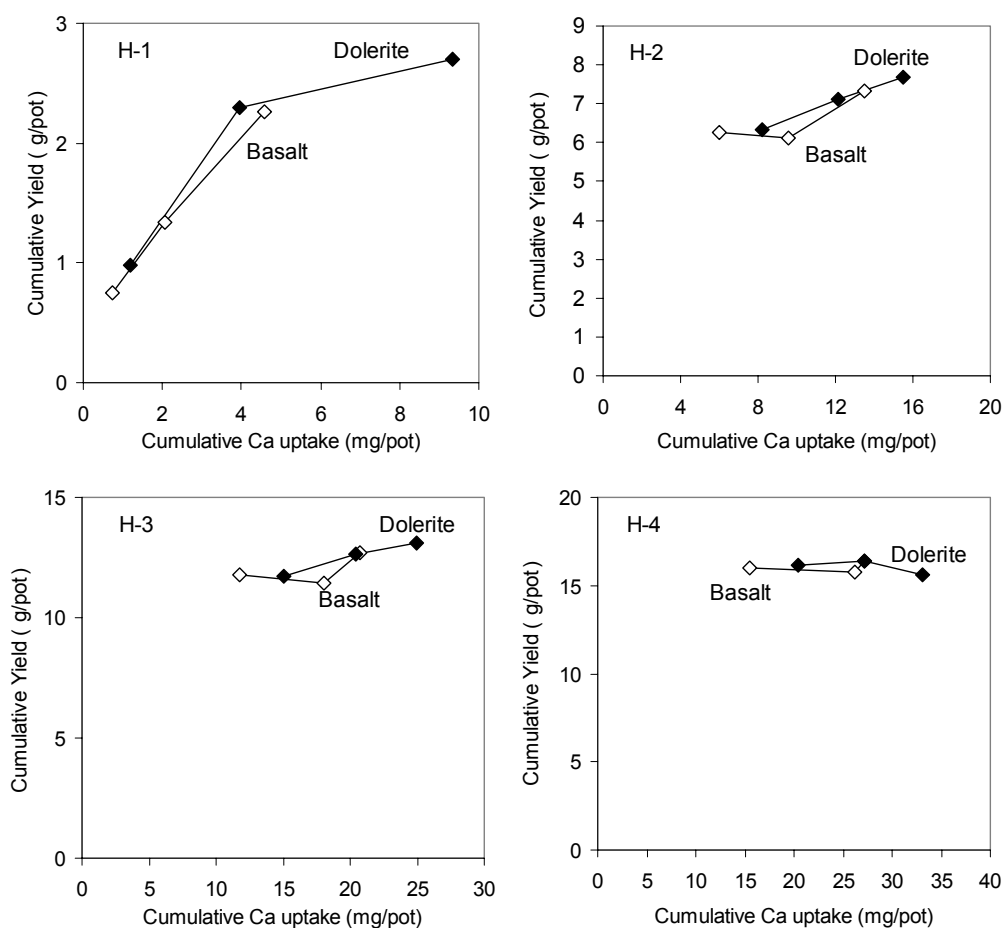 H-1
Dolerite
Basalt
3
2
1
0
0 2 4 6 8 10
Cumulative Yield ( g/pot)
Cumulative Ca uptake (mg/pot)
H-2
Dolerite
Basalt
9
8
7
6
5
4
3
2
1
0
0 4 8 12 16 20
Cumulative Yield ( g/pot)
Cumulative Ca uptake (mg/pot)
H-3
Dolerite
Basalt
15
10
5
0
0 5 10 15 20 25 30
Cumulative Yield ( g/pot)
Cumulative Ca uptake (mg/pot)
H-4
Dolerite
Basalt
20
15
10
5
0
0 5 10 15 20 25 30 35 40
Cumulative Yield ( g/pot)
Cumulative Ca uptake (mg/pot)